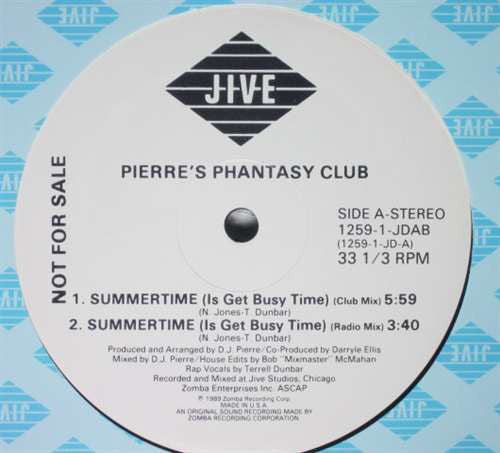 JIVE
PIERRE'S PHANTASY CLUB
NOT FOR SALE
SIDE A-STEREO
1259-1-JDAB
(1259-1-JD-A)
33 1/3 RPM
1. SUMMERTIME (Is Get Busy Time) (Club Mix) 5:59
(N. Jones-T. Dunbar)
2. SUMMERTIME (Is Get Busy Time) (Radio Mix) 3:40
(N. Jones-T. Dunbar)
Produced and Arranged by D.J. Pierre/Co-Produced by Darryle Ellis
Mixed by D.J. Pierre/House Edits by Bob "Mixmaster" McMahan
Rap Vocals by Terrell Dunbar
Recorded and Mixed at Jive Studios, Chicago.
Zomba Enterprises Inc. ASCAP
℗ 1989 Zomba Recording Corp.
MADE IN U.S.A.
AN ORIGINAL SOUND RECORDING MADE BY
ZOMBA RECORDING CORPORATION